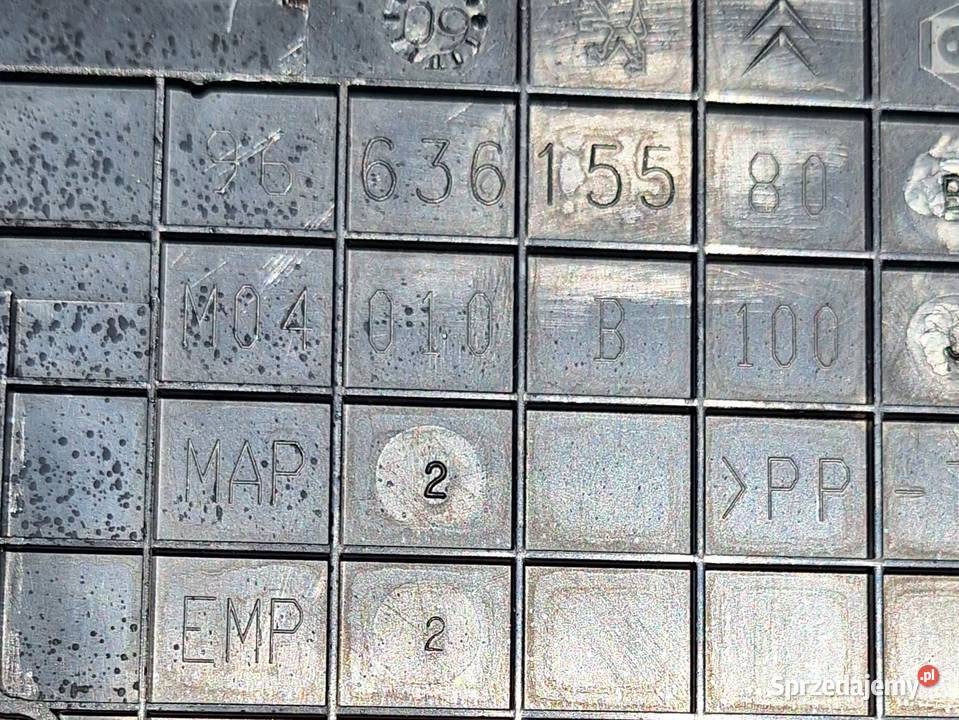 09
96 636 155 80 B
M04 010 B 100
MAP 2 >PP-
EMP 2
Sprzedajemy.pl